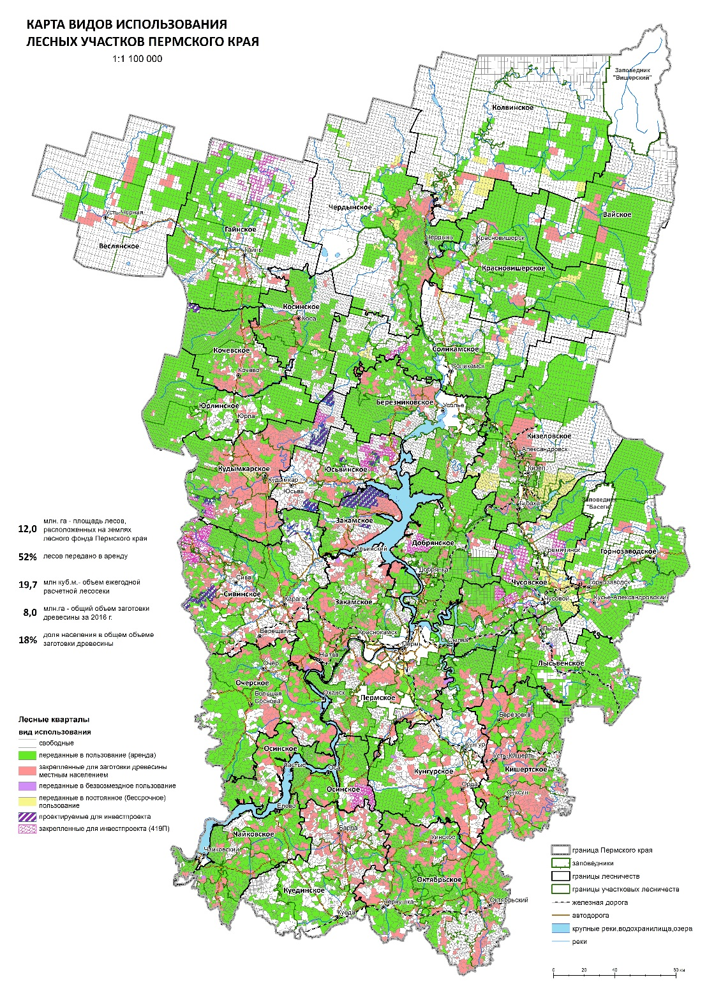 КАРТА ВИДОВ ИСПОЛЬЗОВАНИЯ
ЛЕСНЫХ УЧАСТКОВ ПЕРМСКОГО КРАЯ
1:1 100 000
Заповедник
"Вишерский"
Колвинское
Чердынское
Усть-Черная
Вайское
Гайнское
Веслянское
Чердынь
Красновишерск
Гайны
Красновишерское
Косинское
Коса
Кочевское
Соликамское
Кочёво
Соликамск
Березниковское
Юрлинское
Усолье
Юрла
Кизеловское
Александровск
Кудымкарское
Юсьвинское
Кизел
Кудымкар
Юсьва
Заповедник
"Басеги"
Губаха
Закамское
Добрянское
Ильинский
Гремячинск
Горнозаводское
Добрянка
Сива
Чусовское
Горнозаводск
Сивинское
Карагай
Закамское
Чусовой
Кусье-Александровский
Верещагино
Краснокамск
Лысьва
Пермь
Сылва
Нытва
Очёр
Лысьвенское
Очерское
Большая
Соснова
Оханск
Пермское
Берёзовка
Осинское
Кунгур
Усть-Кишерть
Частые
Оса
Кунгурское
Кишертское
Осинское
Орда
Суксун
Елово
Барда
Чайковское
Уинское
Чайковский
Октябрьское
Куединское
Чернушка
Октябрьский
Куеда
12,0 млн. га - площадь лесов,
расположенных на землях
лесного фонда Пермского края
52% лесов передано в аренду
19,7 млн куб.м.- объем ежегодной
расчетной лесосеки
8,0 млн.га - общий объем заготовки
древесины за 2016 г.
18% доля населения в общем объеме
заготовки древесины
Лесные кварталы
вид использования
свободные
переданные в пользование (аренда)
закрепленные для заготовки древесины
местным населением
переданные в безвозмездное пользование
переданные в постоянное (бессрочное)
пользование
проектируемые для инвестпроекта
закрепленные для инвестпроекта (419П)
граница Пермского края
заповедники
границы лесничеств
границы участковых лесничеств
железная дорога
автодорога
крупные реки,водохранилища,озера
реки
0 20 40 80 км